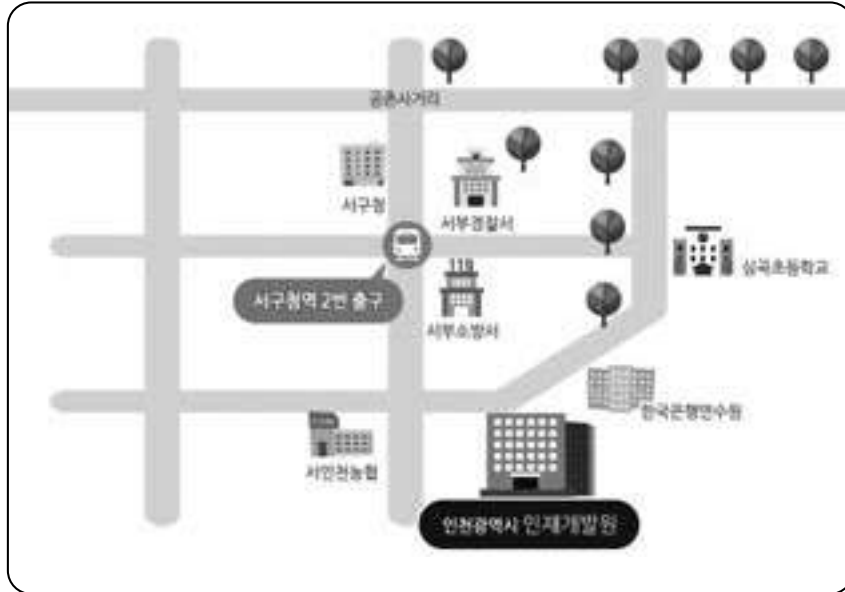 공촌사거리
서구청
서부경찰서
119
심곡초등학교
서구청역 2번 출구
서부소방서
한국은행연수원
서인천농협
인천광역시 인재개발원